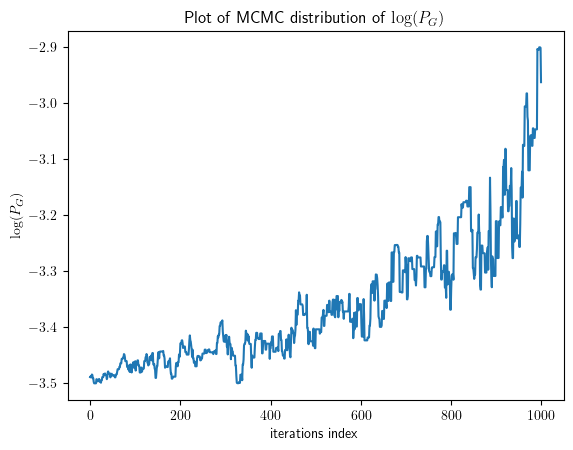 Plot of MCMC distribution of log(P_G)
−2.9
−3.0
−3.1
−3.2
−3.3
−3.4
−3.5
log(P_G)
0 200 400 600 800 1000
iterations index